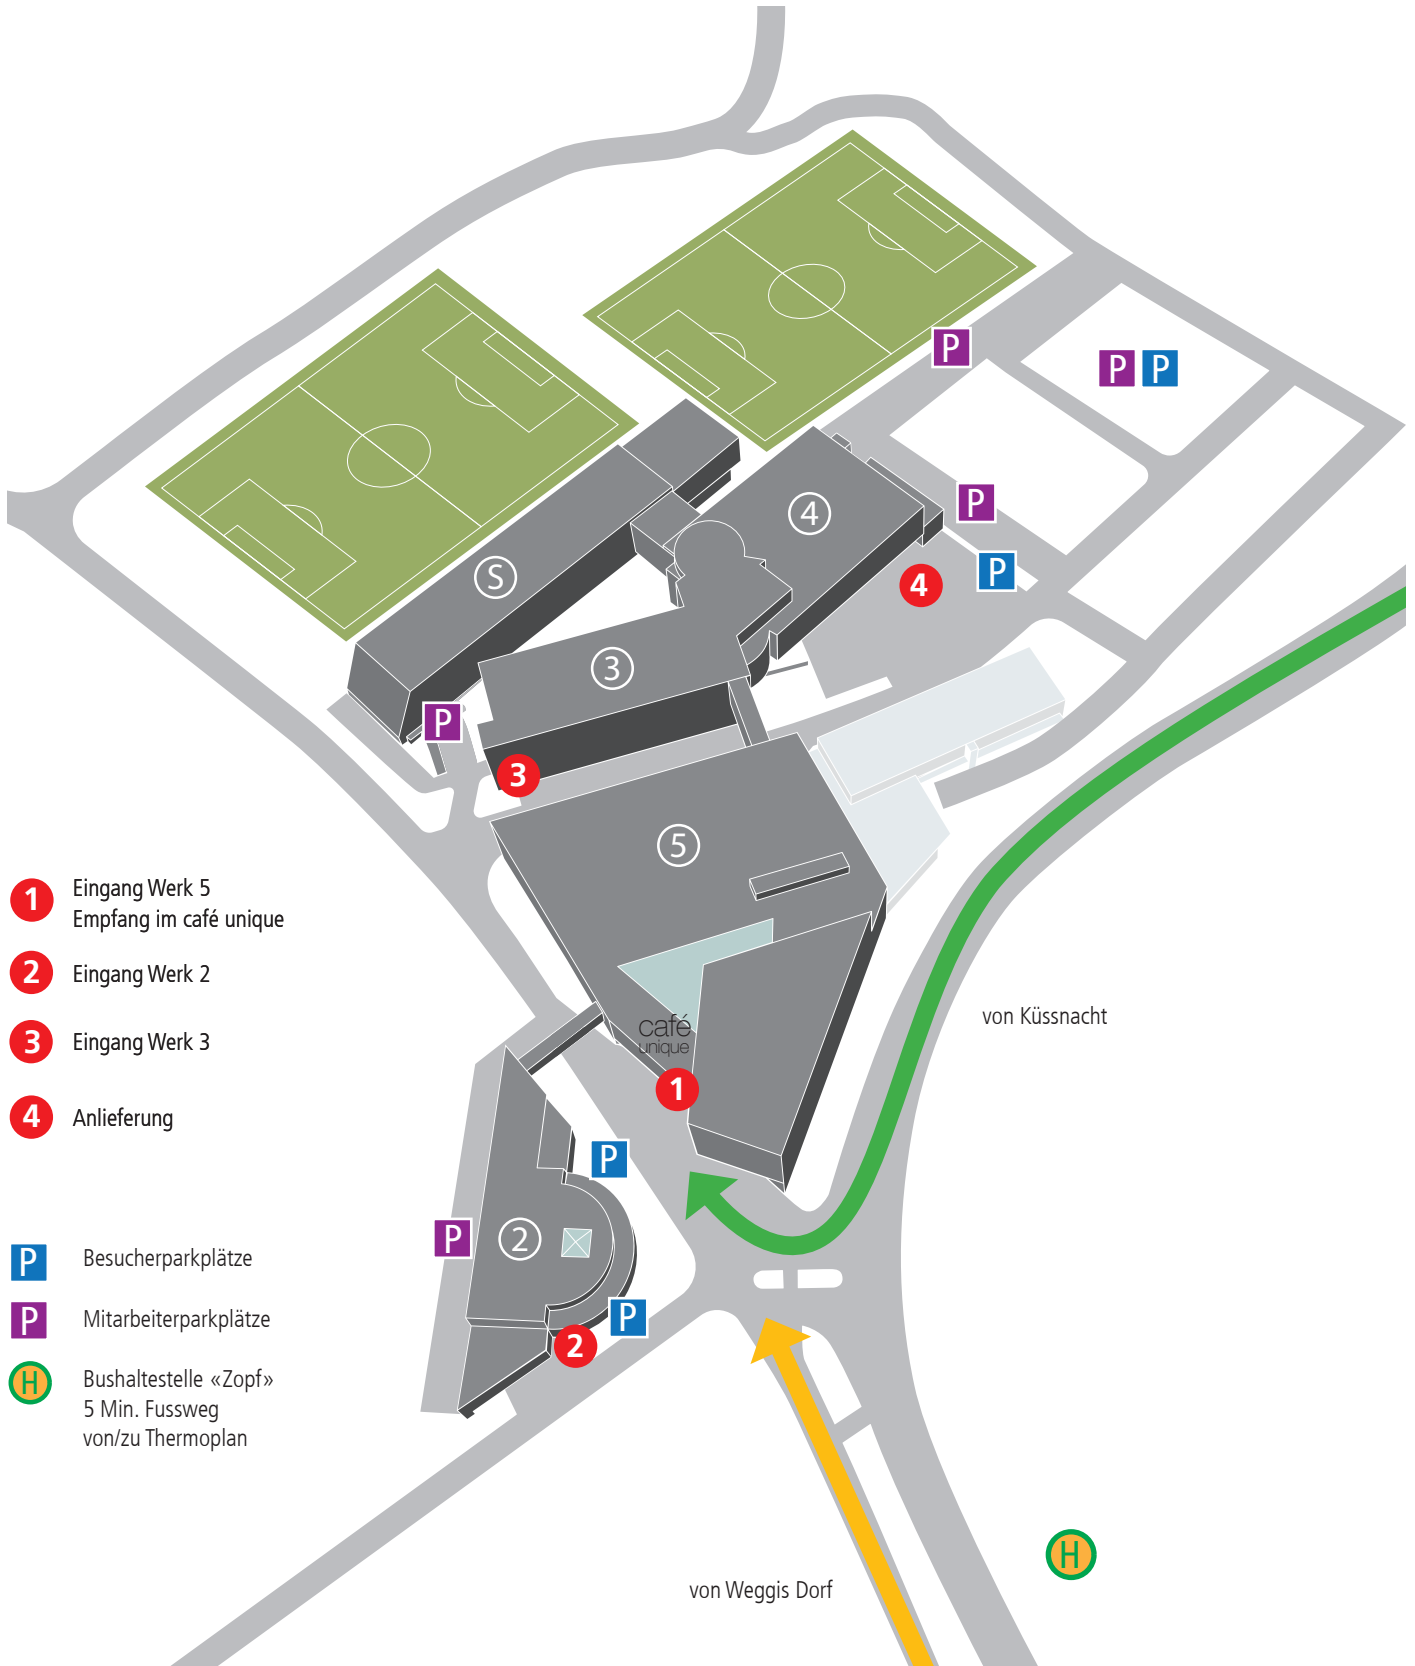 P
P P
4
P
S
4
P
3
P
3
5
1 Eingang Werk 5
Empfang im café unique
2 Eingang Werk 2
3 Eingang Werk 3
von Küssnacht
café
unique
1
4 Anlieferung
P
P
2
P Besucherparkplätze
P Mitarbeiterparkplätze
P
2
H Bushaltestelle «Zopf»
5 Min. Fussweg
von/zu Thermoplan
H
von Weggis Dorf